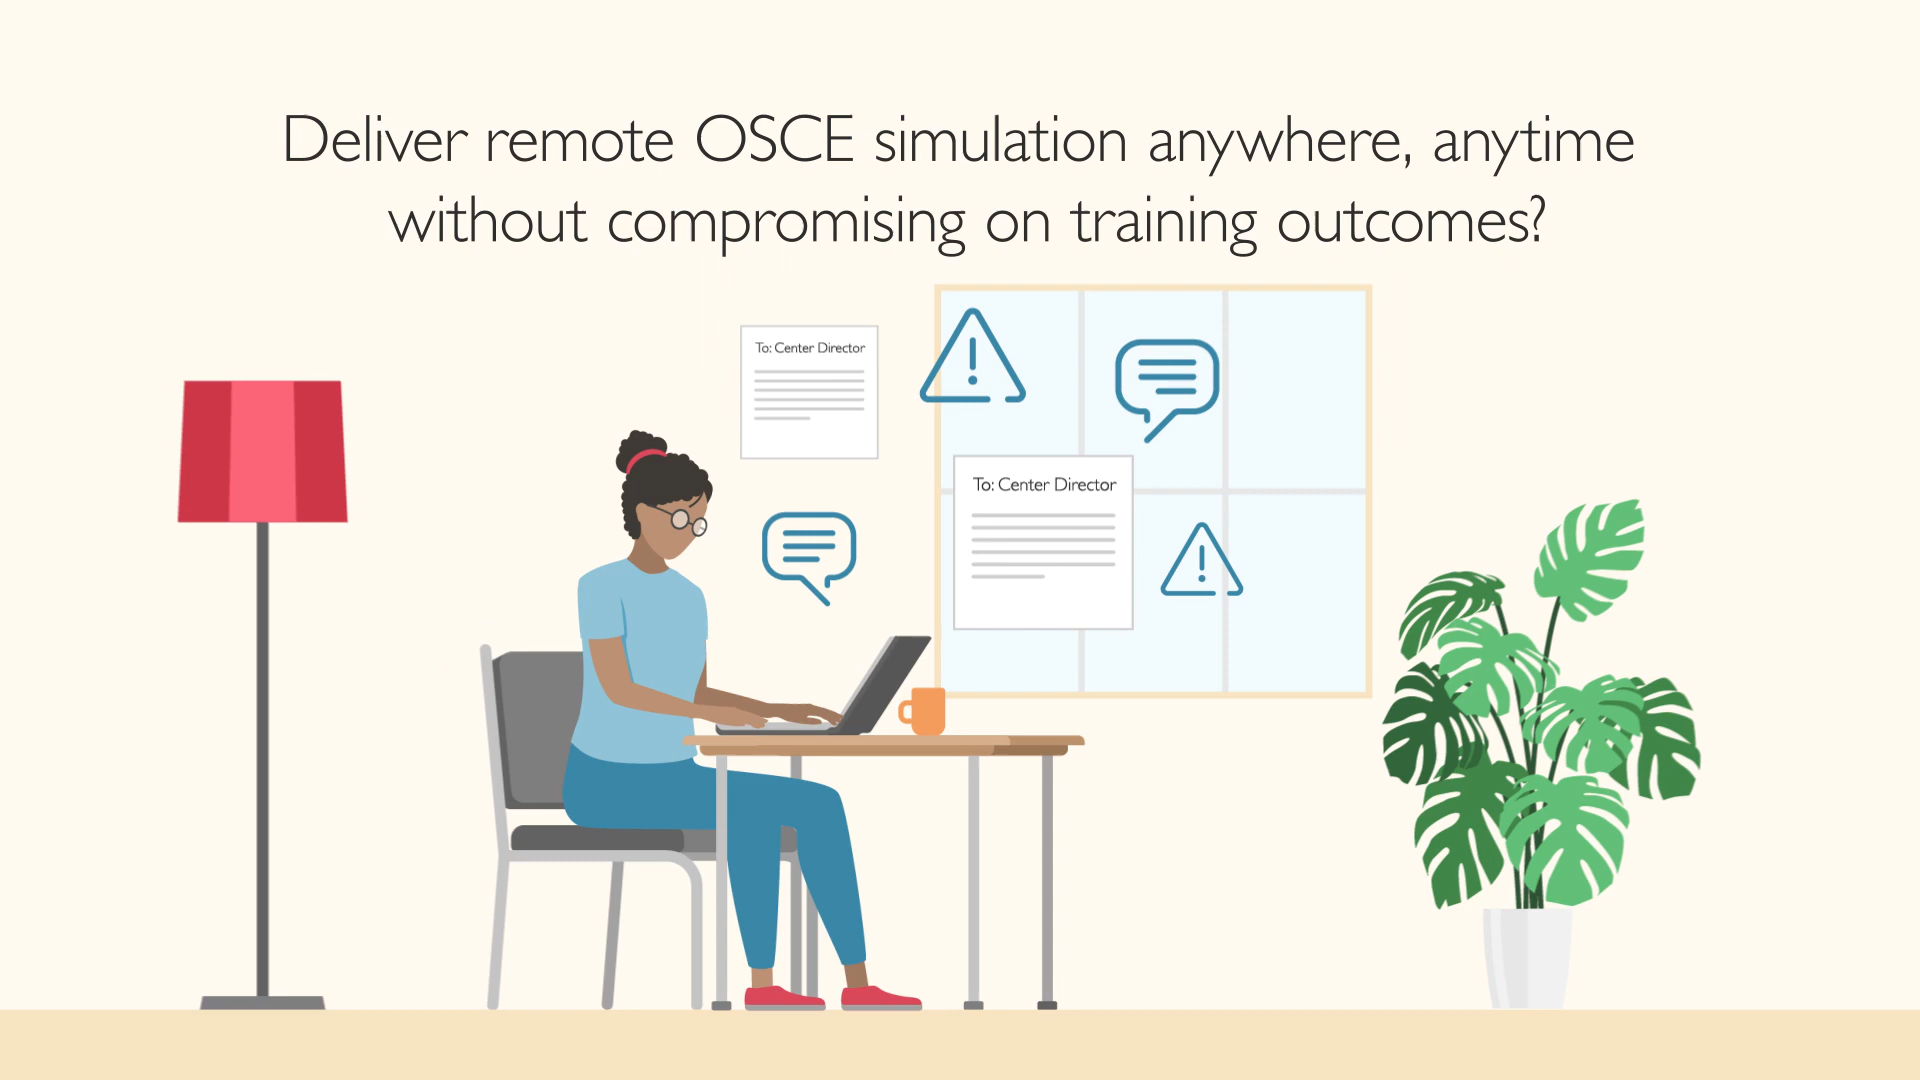 Deliver remote OSCE simulation anywhere, anytime
without compromising on training outcomes?
To: Center Director
To: Center Director